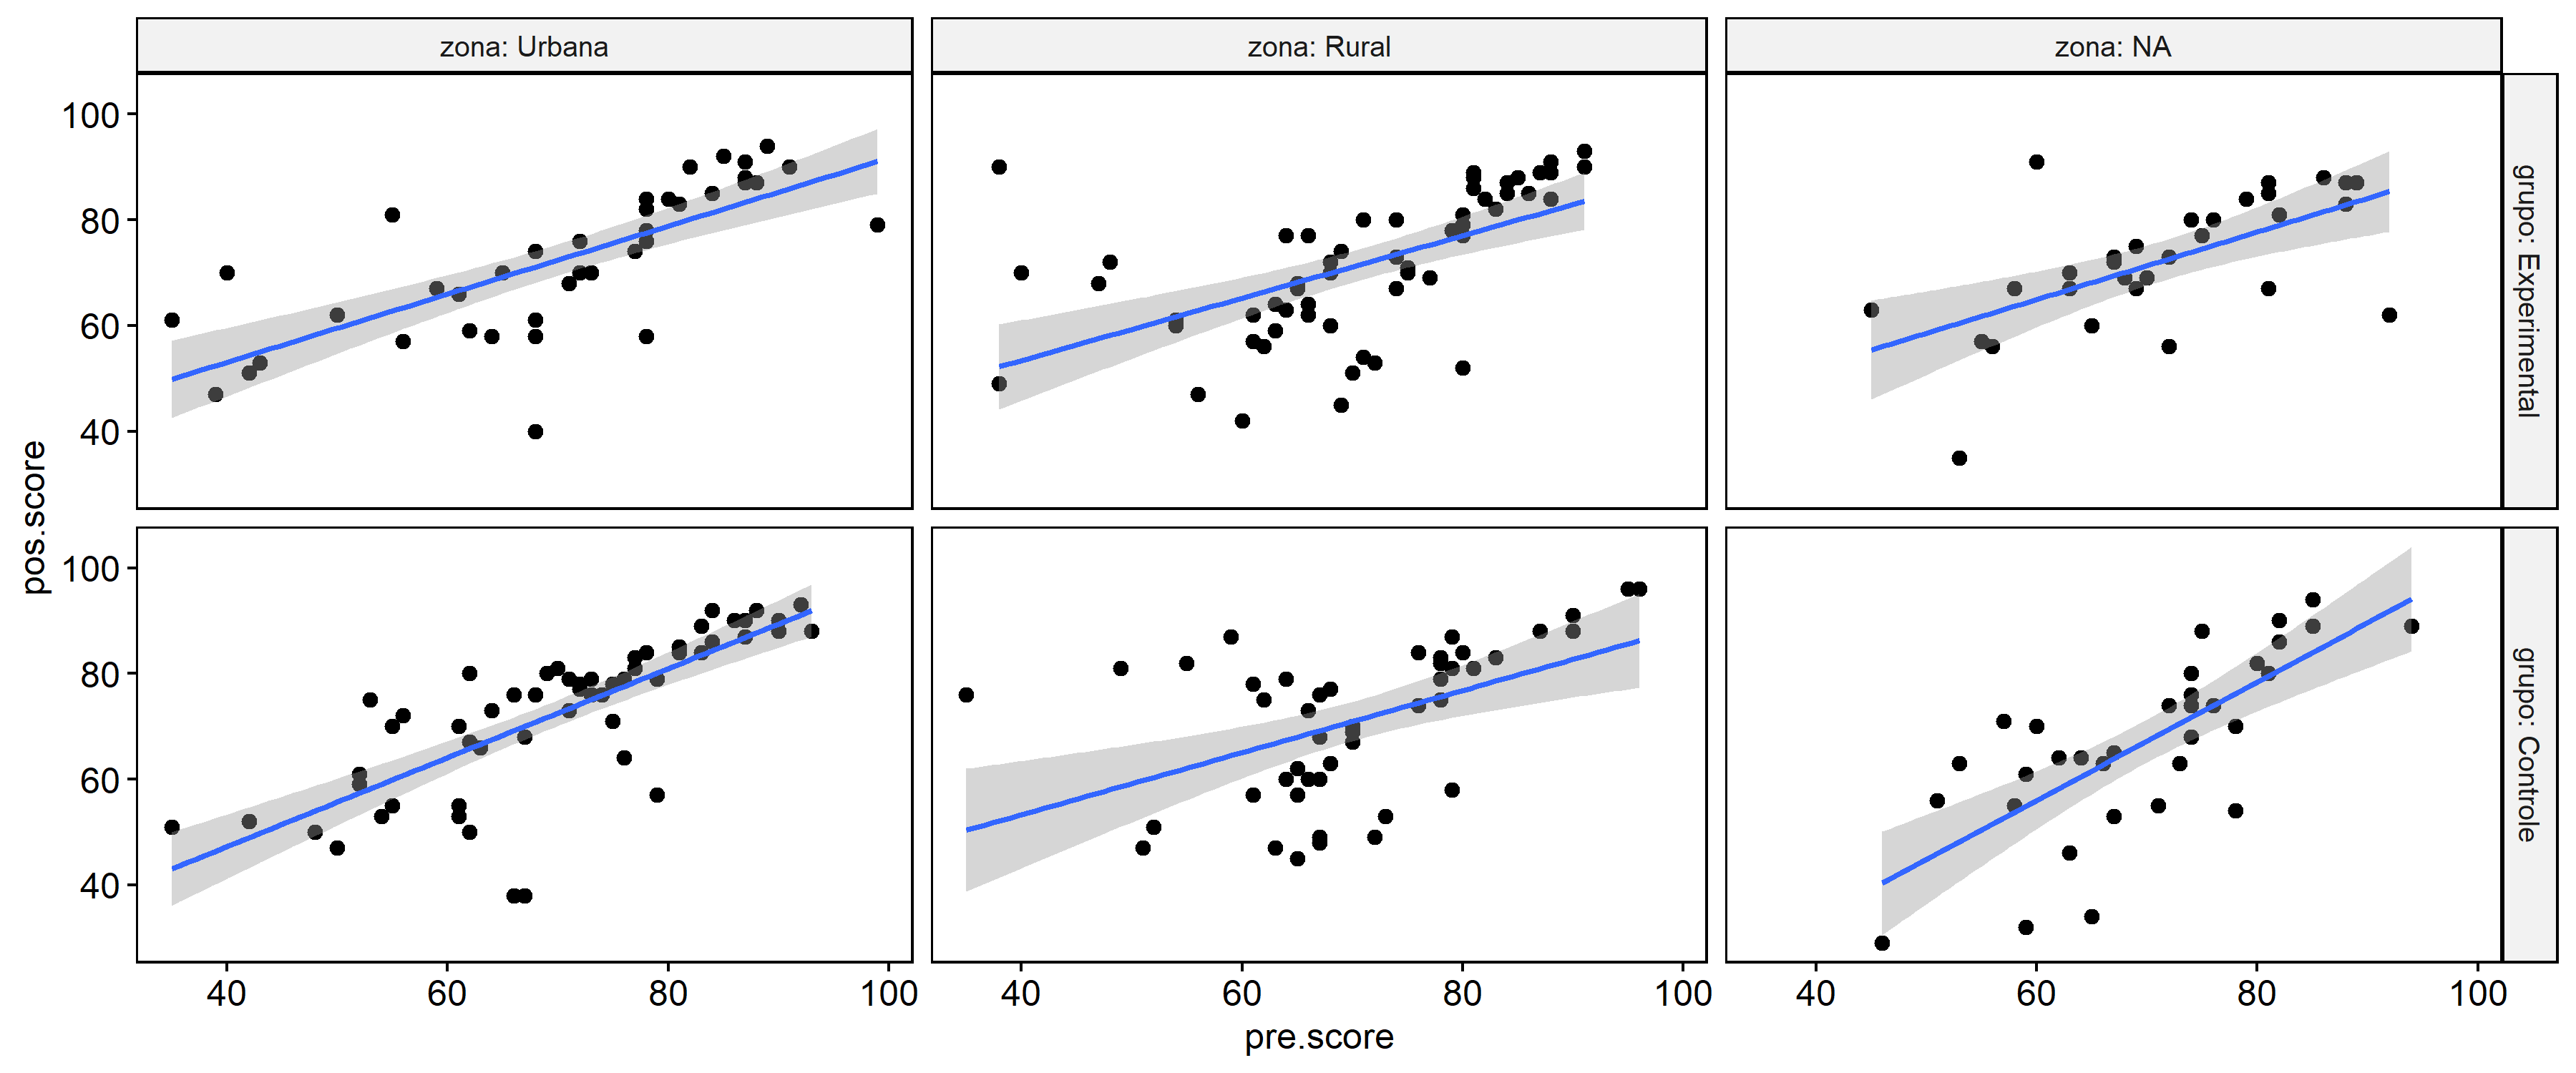 zona: Urbana
zona: Rural
zona: NA
100
80
60
40
grupo: Experimental
pos.score
100
80
60
40
grupo: Controle
40 60 80 100
40 60 80 100
40 60 80 100
pre.score